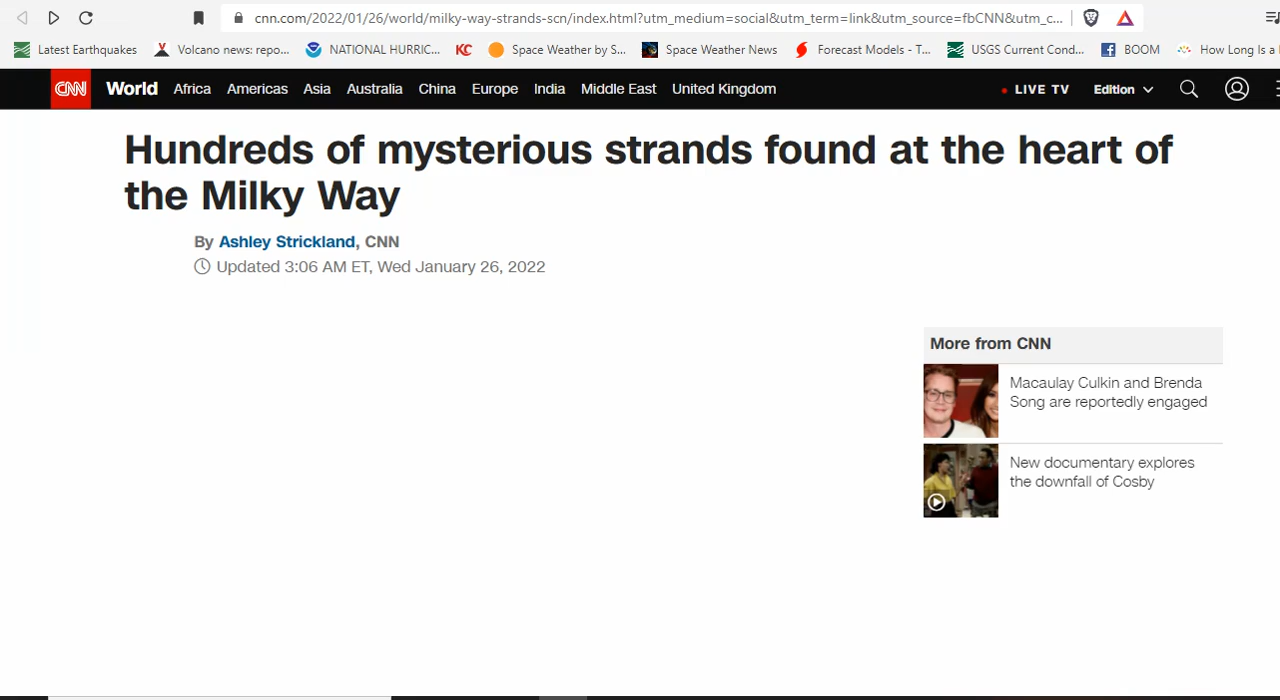 cnn.com/2022/01/26/world/milky-way-strands-scn/index.html?utm_medium=social&utm_term=link&utm_source=fbCNN&utm_c...
Latest Earthquakes Volcano news: repo... NATIONAL HURRIC... KC Space Weather by S... Space Weather News Forecast Models - T... USGS Current Cond... BOOM How Long Is a
CNN World Africa Americas Asia Australia China Europe India Middle East United Kingdom LIVE TV Edition
Hundreds of mysterious strands found at the heart of
the Milky Way
By Ashley Strickland, CNN
Updated 3:06 AM ET, Wed January 26, 2022
More from CNN
Macaulay Culkin and Brenda
Song are reportedly engaged
New documentary explores
the downfall of Cosby